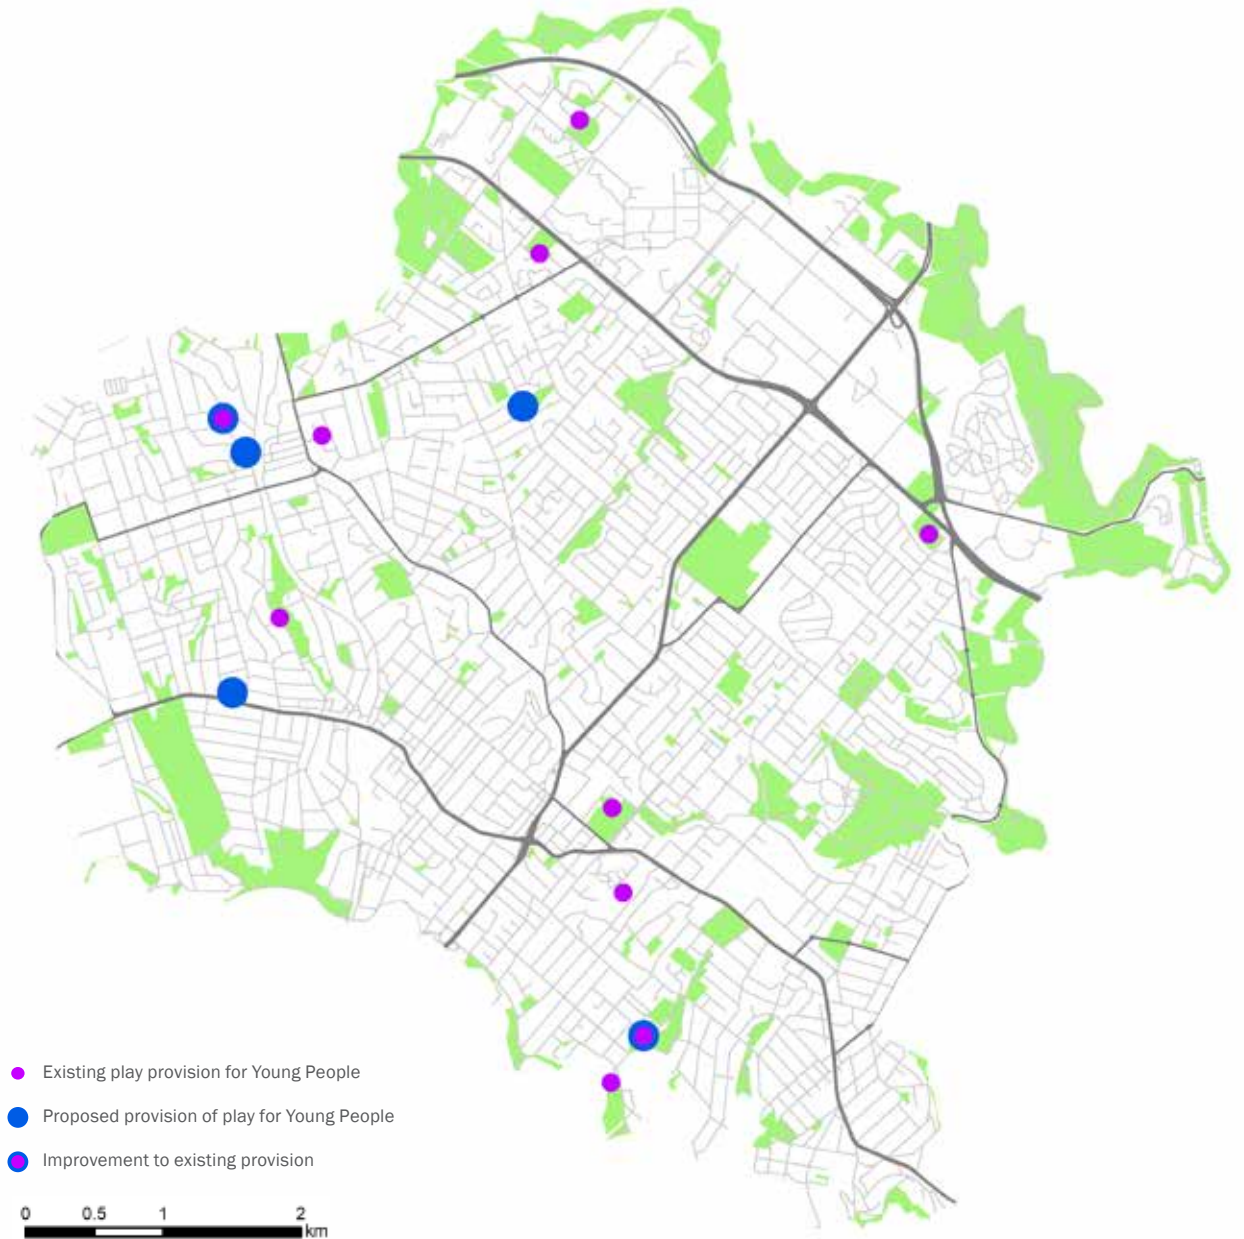 Existing play provision for Young People
Proposed provision of play for Young People
Improvement to existing provision
0 0.5 1 2
km